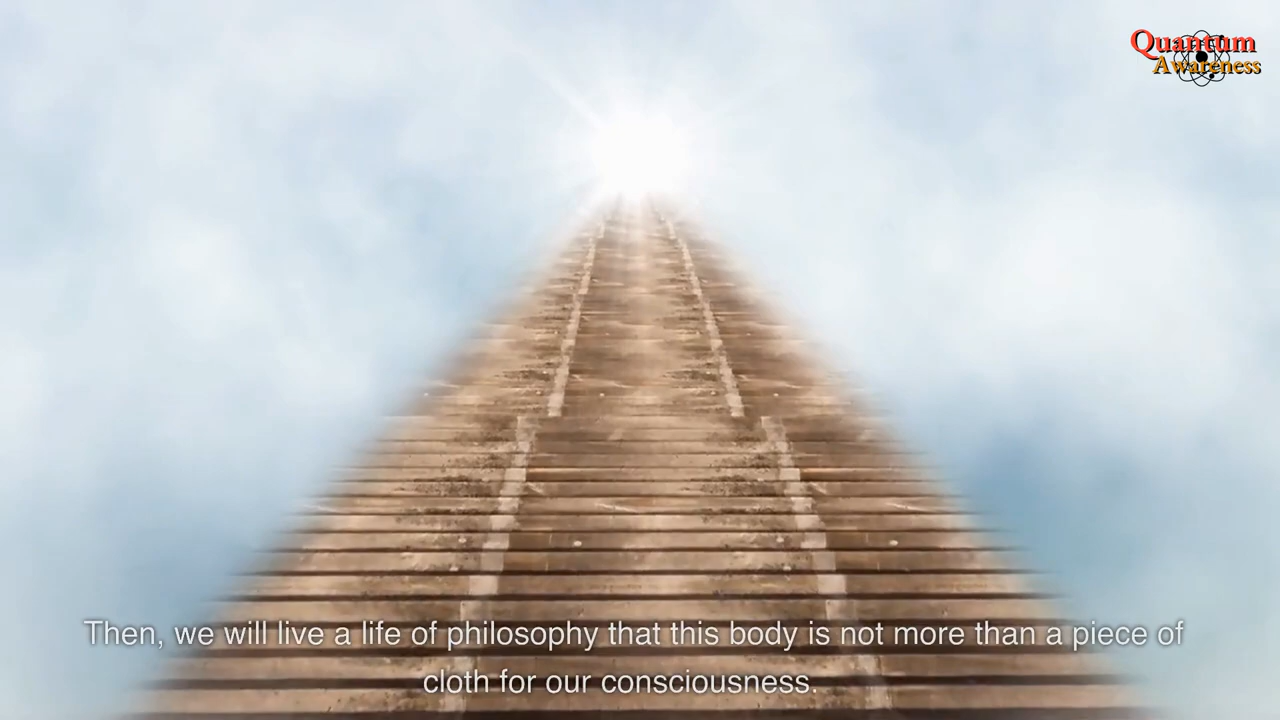 Quantum
Awareness
Then, we will live a life of philosophy that this body is not more than a piece of
cloth for our consciousness.